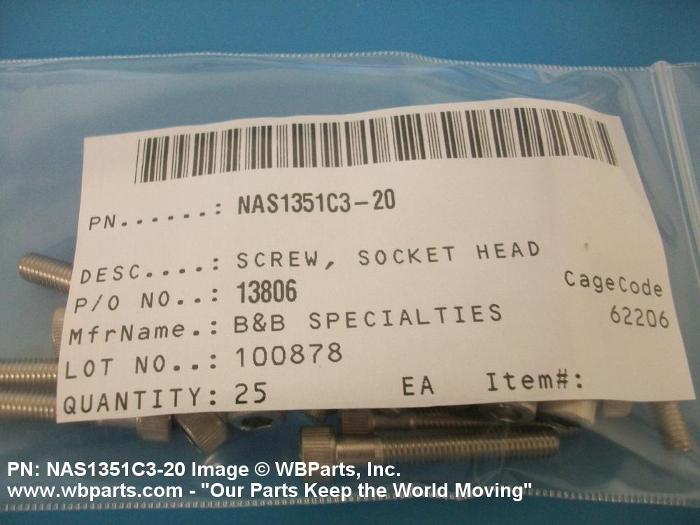 PN......: NAS1351C3-20
DESC....: SCREW, SOCKET HEAD
P/O NO..: 13806
CageCode
MfrName.: B&B SPECIALTIES
62206
LOT NO..: 100878
QUANTITY: 25 EA Item#:
PN: NAS1351C3-20 Image © WBParts, Inc.
www.wbparts.com - "Our Parts Keep the World Moving"